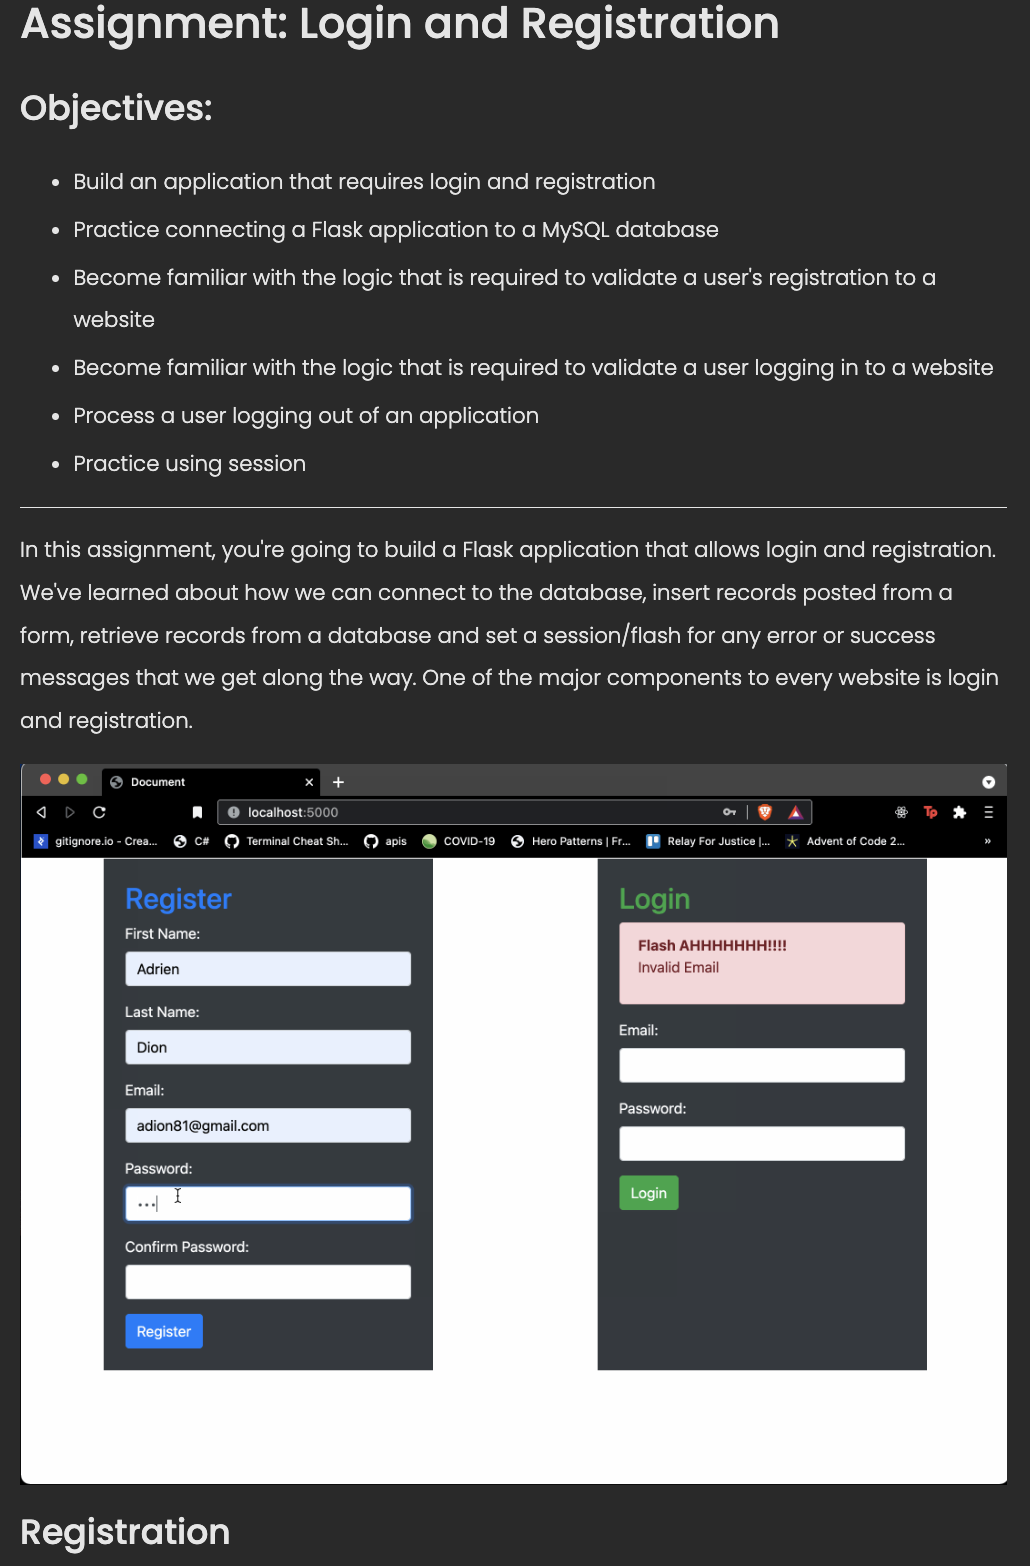 Assignment: Login and Registration
Objectives:
• Build an application that requires login and registration
• Practice connecting a Flask application to a MySQL database
• Become familiar with the logic that is required to validate a user's registration to a
website
• Become familiar with the logic that is required to validate a user logging in to a website
• Process a user logging out of an application
• Practice using session
In this assignment, you're going to build a Flask application that allows login and registration.
We've learned about how we can connect to the database, insert records posted from a
form, retrieve records from a database and set a session/flash for any error or success
messages that we get along the way. One of the major components to every website is login
and registration.
Document
localhost:5000
Tp
gitignore.io - Crea... C# Terminal Cheat Sh... apis COVID-19 Hero Patterns | Fr... Relay For Justice |... Advent of Code 2... »
Register
First Name:
Adrien
Last Name:
Dion
Email:
adion81@gmail.com
Password:
•••
Confirm Password:
Register
Login
Flash AHHHHHHH!!!!
Invalid Email
Email:
Password:
Login
Registration